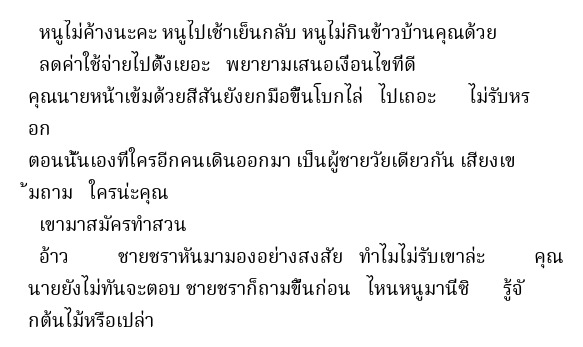 หนูไม่ค้างนะคะ หนูไปเช้าเย็นกลับ หนูไม่กินข้าวบ้านคุณด้วย
ลดค่าใช้จ่ายไปตั้งเยอะ พยายามเสนอเงื่อนไขที่ดี
คุณนายหน้าเข้มด้วยสีสันยังยกมือขึ้นโบกไล่ ไปเถอะ ไม่รับหร
อก
ตอนนั้นเองที่ใครอีกคนเดินออกมา เป็นผู้ชายวัยเดียวกัน เสียงเข
้มถาม ใครน่ะคุณ
เขามาสมัครทำสวน
อ้าว ชายชราหันมามองอย่างสงสัย ทำไมไม่รับเขาล่ะ คุณ
นายยังไม่ทันจะตอบ ชายชราก็ถามขึ้นก่อน ไหนหนูมานี่ซิ รู้จั
กต้นไม้หรือเปล่า